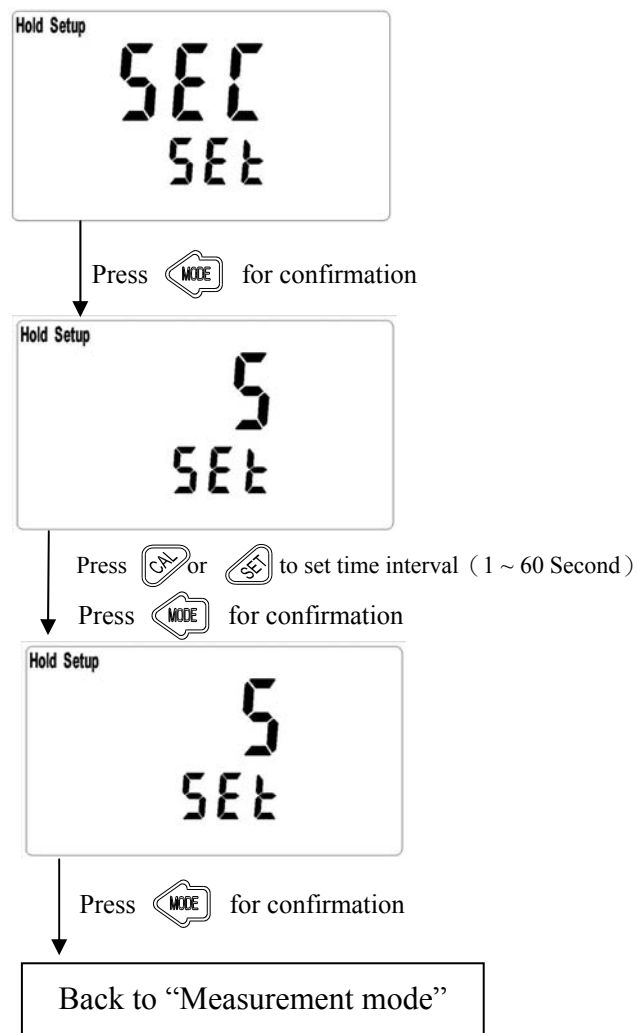 Hold Setup
SEC
SEt
Press MODE for confirmation
Hold Setup
5
SEt
Press CAL or SET to set time interval（1 ~ 60 Second）
Press MODE for confirmation
Hold Setup
5
SEt
Press MODE for confirmation
Back to “Measurement mode”